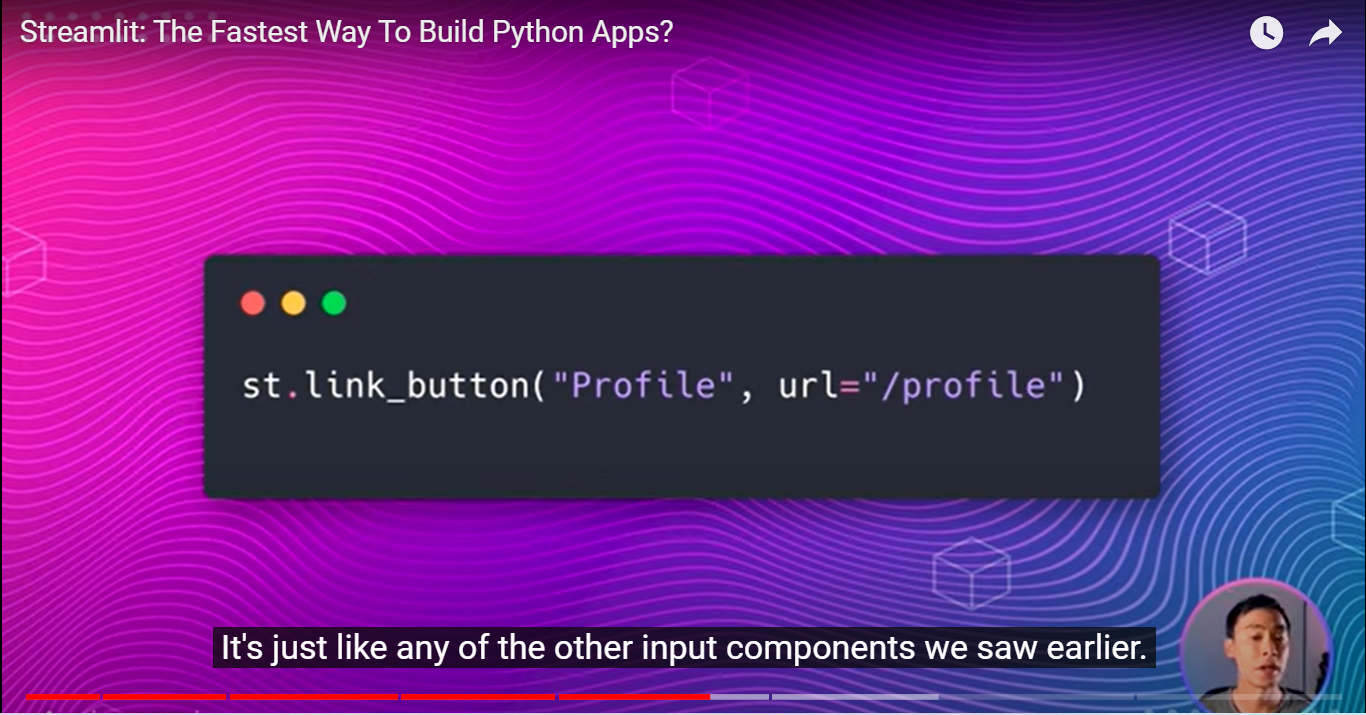 Streamlit: The Fastest Way To Build Python Apps?
st.link_button("Profile", url="/profile")
It's just like any of the other input components we saw earlier.